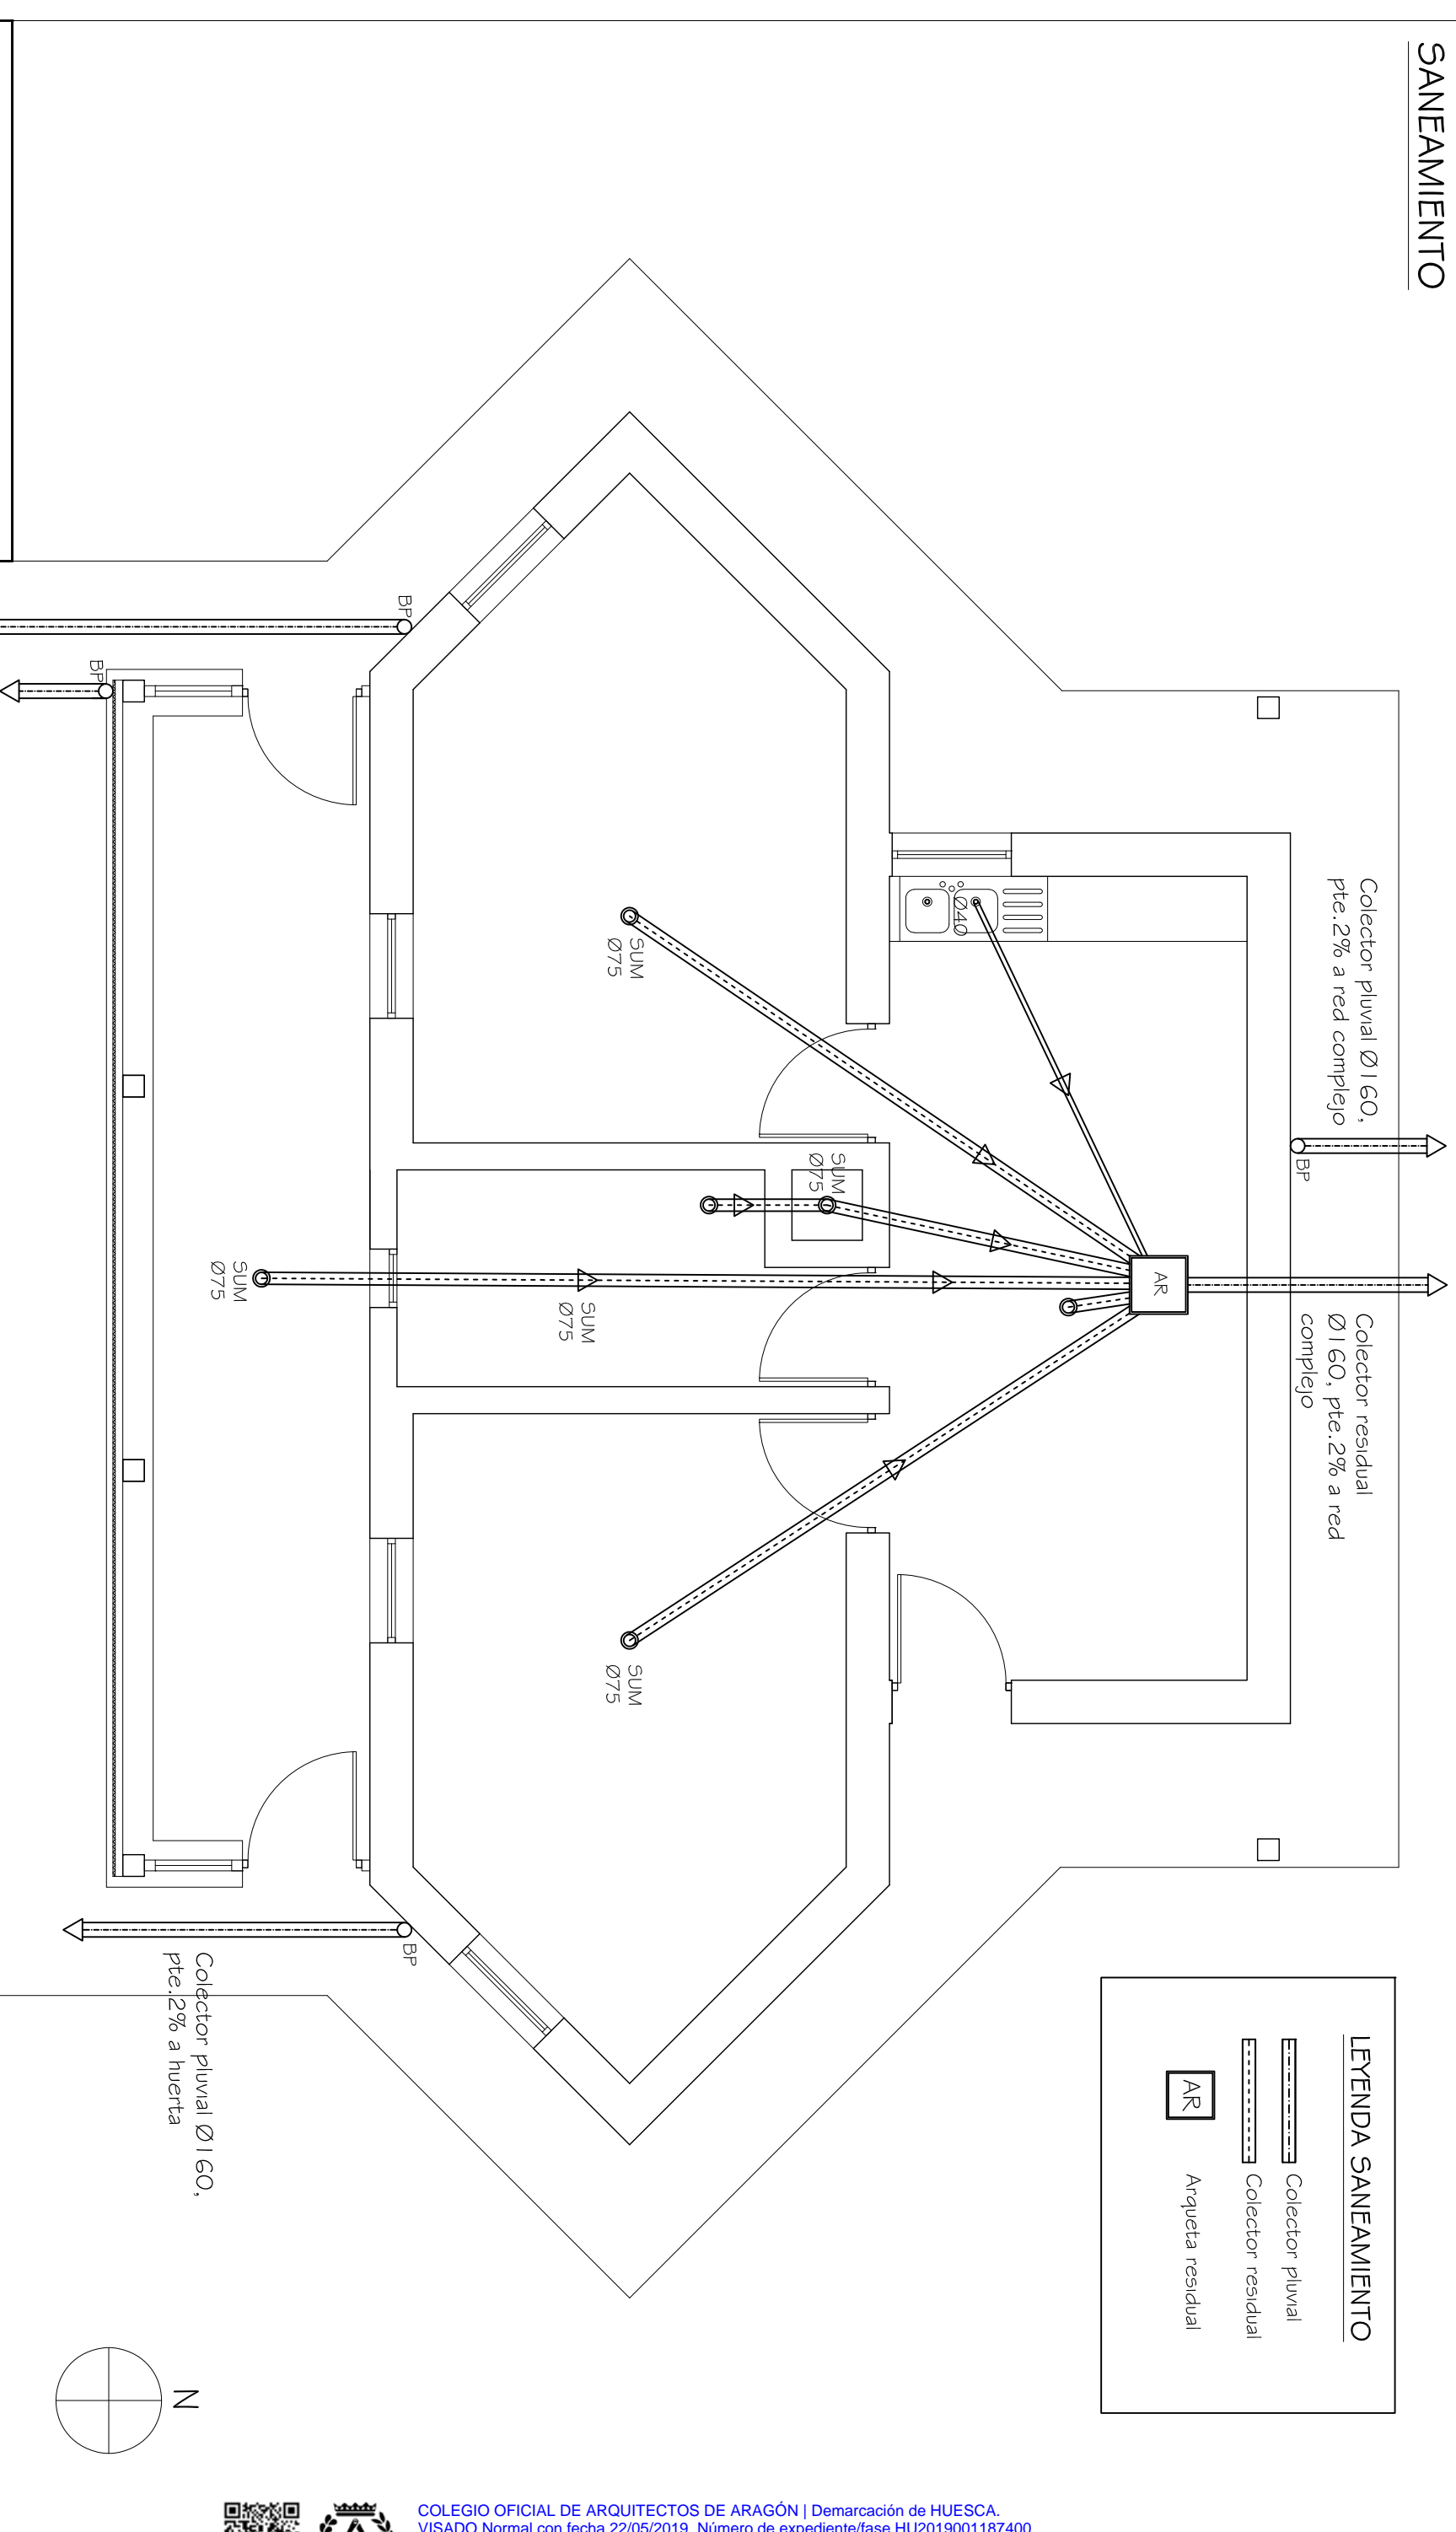 SANEAMIENTO
Colector pluvial Ø160,
pte.2% a red complejo
BP
Colector residual
Ø160, pte.2% a red
complejo
AR
Ø40
SUM
Ø75
SUM
Ø75
SUM
Ø75
SUM
Ø75
SUM
Ø75
BP
BP
BP
Colector pluvial Ø160,
pte.2% a huerta
LEYENDA SANEAMIENTO
Colector pluvial
Colector residual
AR
Arqueta residual
N
COLEGIO OFICIAL DE ARQUITECTOS DE ARAGÓN | Demarcación de HUESCA.
VISADO Normal con fecha 22/05/2019. Número de expediente/fase HU2019001187400